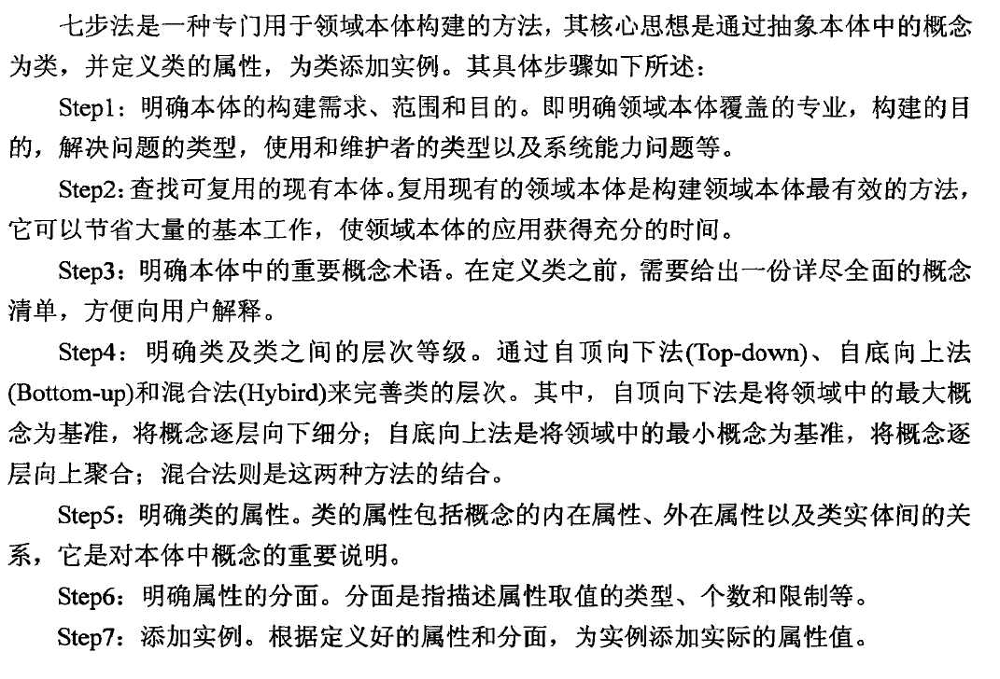 七步法是一种专门用于领域本体构建的方法，其核心思想是通过抽象本体中的概念
为类，并定义类的属性，为类添加实例。其具体步骤如下所述：
Step1：明确本体的构建需求、范围和目的。即明确领域本体覆盖的专业，构建的目
的，解决问题的类型，使用和维护者的类型以及系统能力问题等。
Step2：查找可复用的现有本体。复用现有的领域本体是构建领域本体最有效的方法，
它可以节省大量的基本工作，使领域本体的应用获得充分的时间。
Step3：明确本体中的重要概念术语。在定义类之前，需要给出一份详尽全面的概念
清单，方便向用户解释。
Step4：明确类及类之间的层次等级。通过自顶向下法(Top-down)、自底向上法
(Bottom-up)和混合法(Hybird)来完善类的层次。其中，自顶向下法是将领域中的最大概
念为基准，将概念逐层向下细分；自底向上法是将领域中的最小概念为基准，将概念逐
层向上聚合；混合法则是这两种方法的结合。
Step5：明确类的属性。类的属性包括概念的内在属性、外在属性以及类实体间的关
系，它是对本体中概念的重要说明。
Step6：明确属性的分面。分面是指描述属性取值的类型、个数和限制等。
Step7：添加实例。根据定义好的属性和分面，为实例添加实际的属性值。